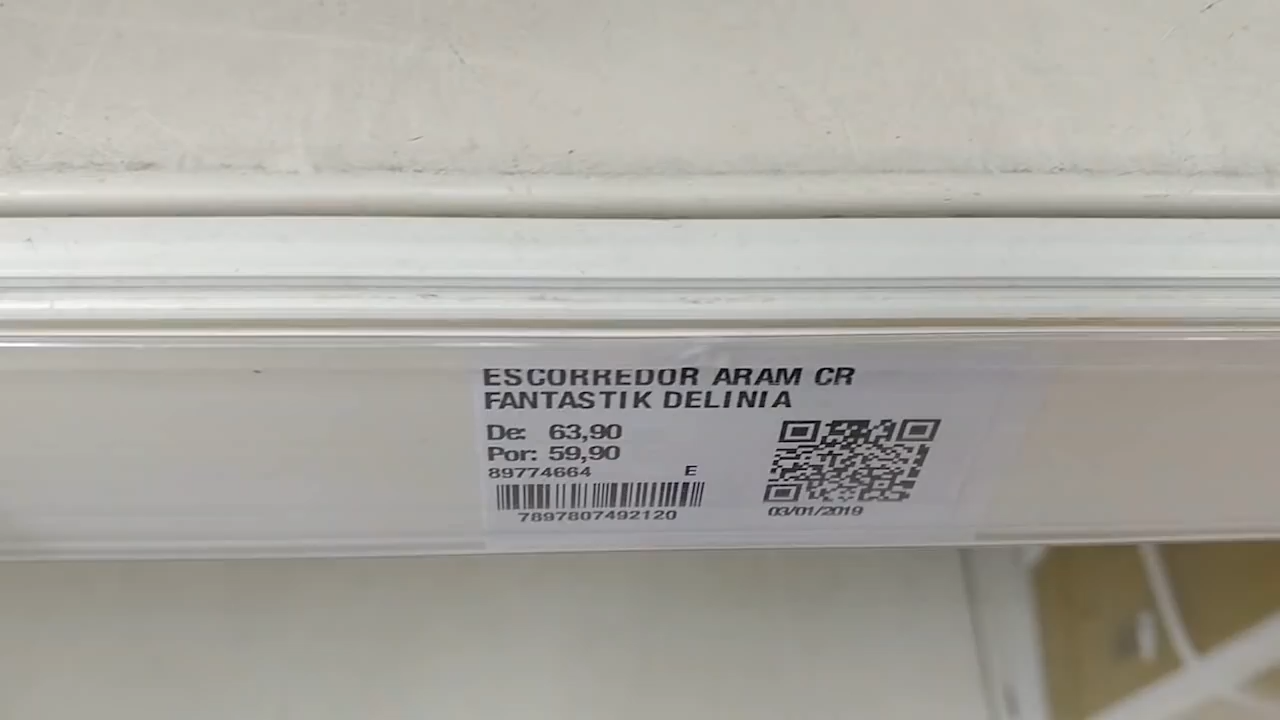 ESCORREDOR ARAM CR
FANTASTIK DELINIA
De: 63,90
Por: 59,90
89774664 E
7897807492120
03/01/2019